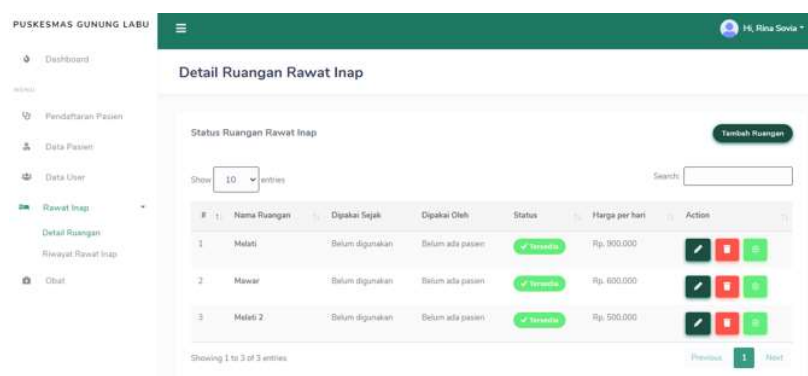 PUSKESMAS GUNUNG LABU
Hi, Rina Sovia
Dashboard
MENU
Pendaftaran Pasien
Data Pasien
Data User
Rawat Inap
Detail Ruangan
Riwayat Rawat Inap
Obat
Detail Ruangan Rawat Inap
Status Ruangan Rawat Inap
Tambah Ruangan
Show 10 entries
Search:
# Nama Ruangan Dipakai Sejak Dipakai Oleh Status Harga per hari Action
1 Melati Belum digunakan Belum ada pasien Tersedia Rp. 900.000
2 Mawar Belum digunakan Belum ada pasien Tersedia Rp. 600.000
3 Melati 2 Belum digunakan Belum ada pasien Tersedia Rp. 500.000
Showing 1 to 3 of 3 entries
Previous 1 Next